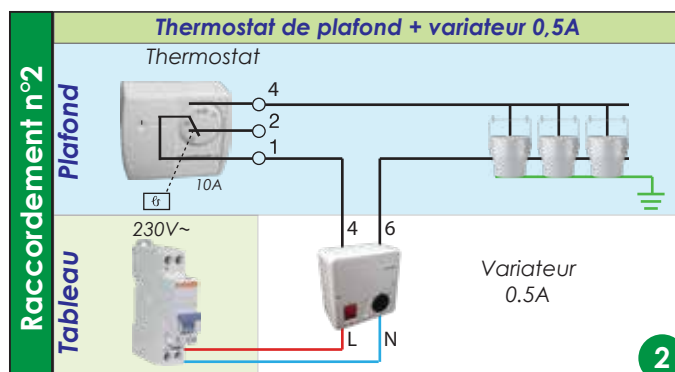 Thermostat de plafond + variateur 0,5A
Raccordement n°2
Plafond
Thermostat
4
2
1
10A
4
6
Tableau
230V~
Variateur
0.5A
L
N
2